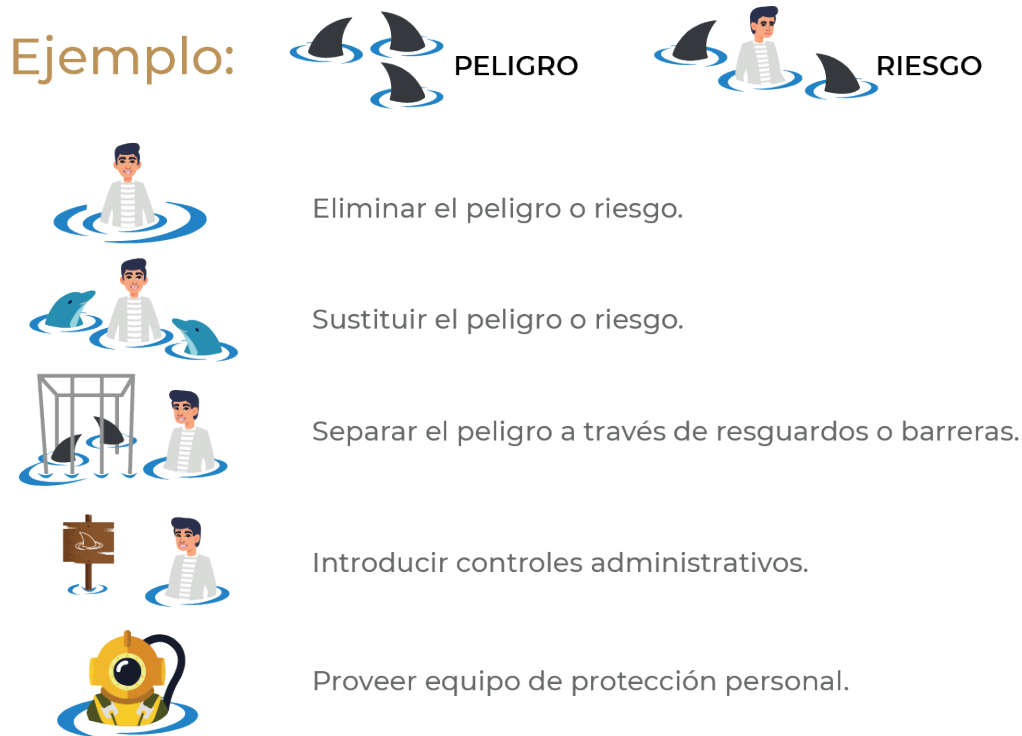 Ejemplo:
PELIGRO
RIESGO
Eliminar el peligro o riesgo.
Sustituir el peligro o riesgo.
Separar el peligro a través de resguardos o barreras.
Introducir controles administrativos.
Proveer equipo de protección personal.